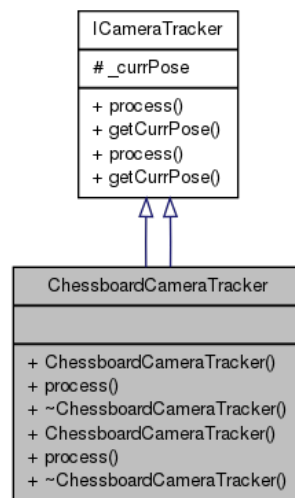 ICameraTracker
# _currPose
+ process()
+ getCurrPose()
+ process()
+ getCurrPose()
ChessboardCameraTracker
+ ChessboardCameraTracker()
+ process()
+ ~ChessboardCameraTracker()
+ ChessboardCameraTracker()
+ process()
+ ~ChessboardCameraTracker()